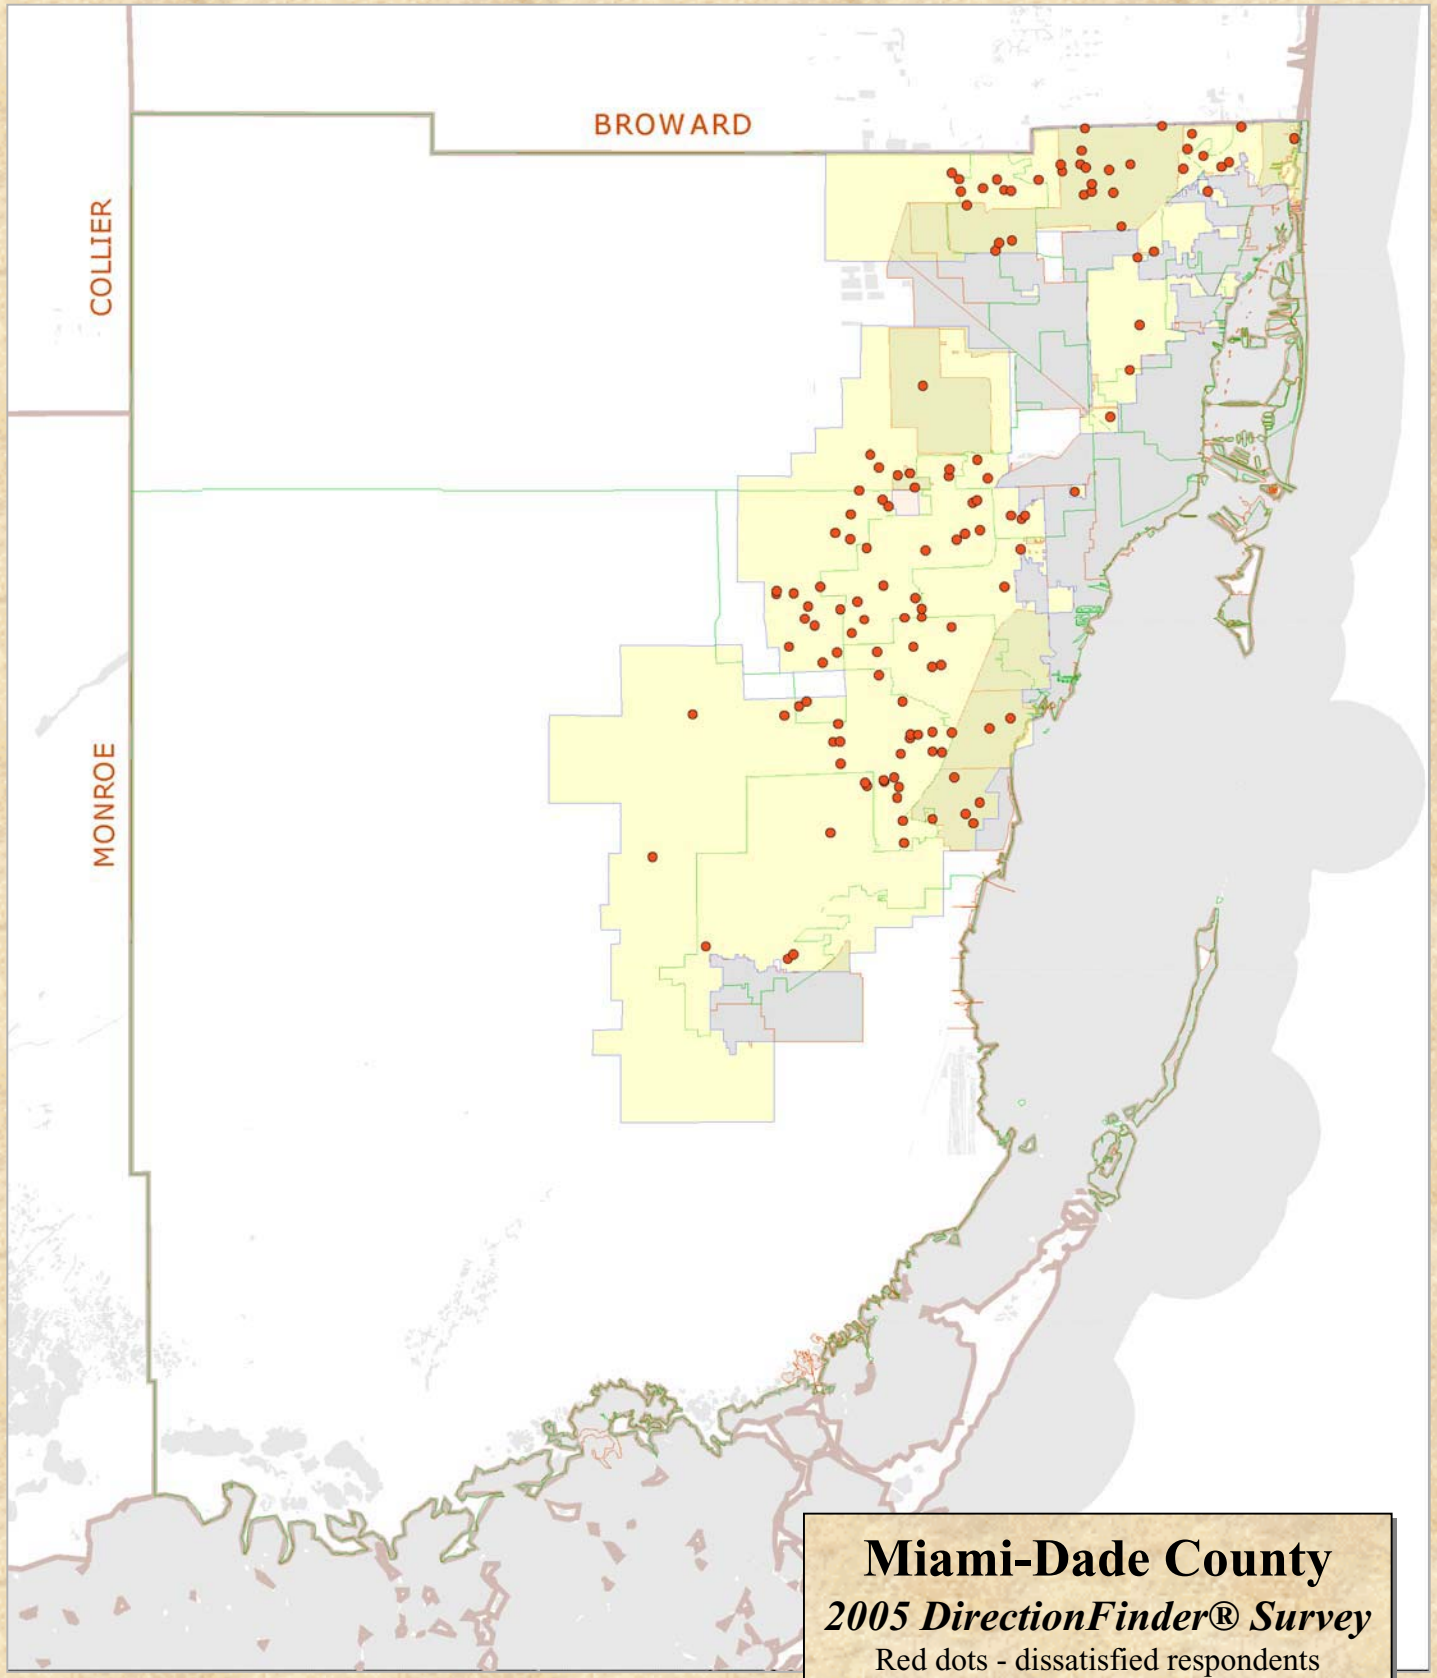 BROWARD
COLLIER
MONROE
Miami-Dade County
2005 DirectionFinder® Survey
Red dots - dissatisfied respondents